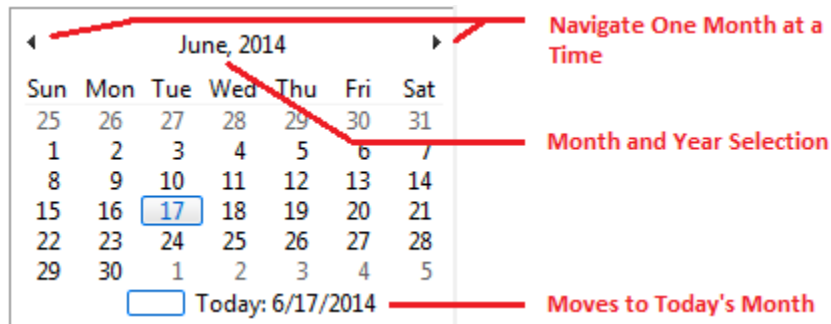 June, 2014
Sun Mon Tue Wed Thu Fri Sat
25 26 27 28 29 30 31
1 2 3 4 5 6 7
8 9 10 11 12 13 14
15 16 17 18 19 20 21
22 23 24 25 26 27 28
29 30 1 2 3 4 5
Today: 6/17/2014
Navigate One Month at a
Time
Month and Year Selection
Moves to Today's Month